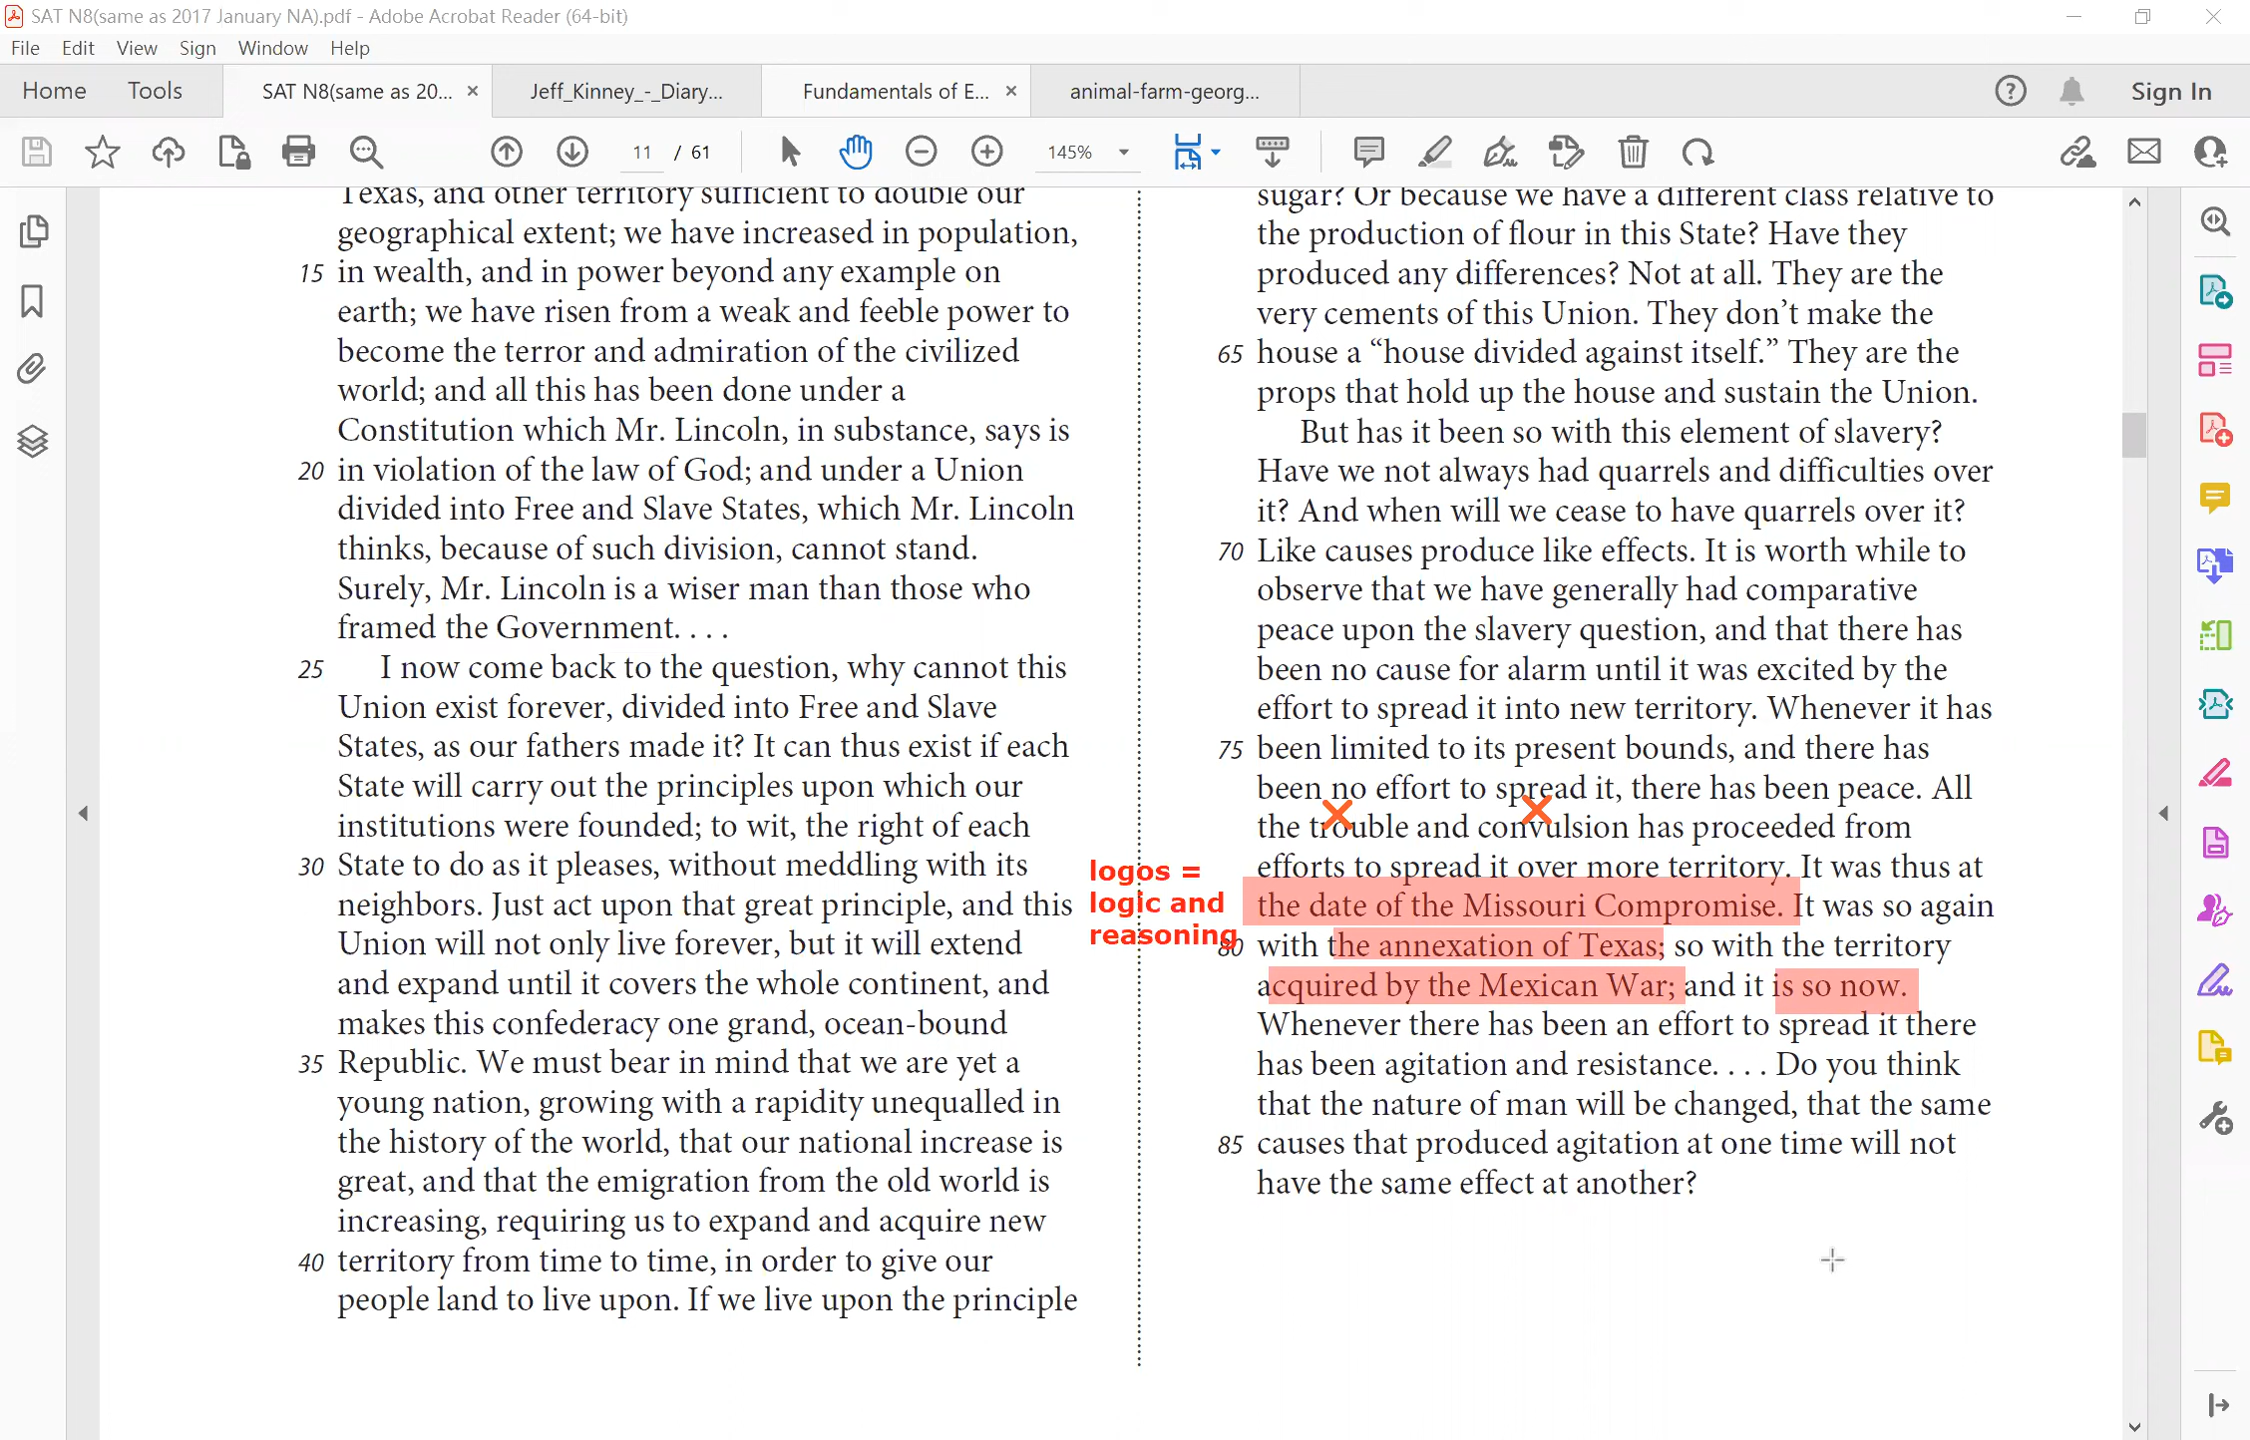 SAT N8(same as 2017 January NA).pdf - Adobe Acrobat Reader (64-bit)
File Edit View Sign Window Help
Home Tools SAT N8(same as 20... × Jeff_Kinney_-_Diary... Fundamentals of E... × animal-farm-georg... Sign In
11 / 61 145%
Texas, and other territory sufficient to double our
geographical extent; we have increased in population,
15 in wealth, and in power beyond any example on
earth; we have risen from a weak and feeble power to
become the terror and admiration of the civilized
world; and all this has been done under a
Constitution which Mr. Lincoln, in substance, says is
20 in violation of the law of God; and under a Union
divided into Free and Slave States, which Mr. Lincoln
thinks, because of such division, cannot stand.
Surely, Mr. Lincoln is a wiser man than those who
framed the Government. . . .
25 I now come back to the question, why cannot this
Union exist forever, divided into Free and Slave
States, as our fathers made it? It can thus exist if each
State will carry out the principles upon which our
institutions were founded; to wit, the right of each
30 State to do as it pleases, without meddling with its
neighbors. Just act upon that great principle, and this
Union will not only live forever, but it will extend
and expand until it covers the whole continent, and
makes this confederacy one grand, ocean-bound
35 Republic. We must bear in mind that we are yet a
young nation, growing with a rapidity unequalled in
the history of the world, that our national increase is
great, and that the emigration from the old world is
increasing, requiring us to expand and acquire new
40 territory from time to time, in order to give our
people land to live upon. If we live upon the principle
logos =
logic and
reasoning
sugar? Or because we have a different class relative to
the production of flour in this State? Have they
produced any differences? Not at all. They are the
very cements of this Union. They don’t make the
65 house a “house divided against itself.” They are the
props that hold up the house and sustain the Union.
But has it been so with this element of slavery?
Have we not always had quarrels and difficulties over
it? And when will we cease to have quarrels over it?
70 Like causes produce like effects. It is worth while to
observe that we have generally had comparative
peace upon the slavery question, and that there has
been no cause for alarm until it was excited by the
effort to spread it into new territory. Whenever it has
75 been limited to its present bounds, and there has
been no effort to spread it, there has been peace. All
the trouble and convulsion has proceeded from
efforts to spread it over more territory. It was thus at
the date of the Missouri Compromise. It was so again
80 with the annexation of Texas; so with the territory
acquired by the Mexican War; and it is so now.
Whenever there has been an effort to spread it there
has been agitation and resistance. . . . Do you think
that the nature of man will be changed, that the same
85 causes that produced agitation at one time will not
have the same effect at another?